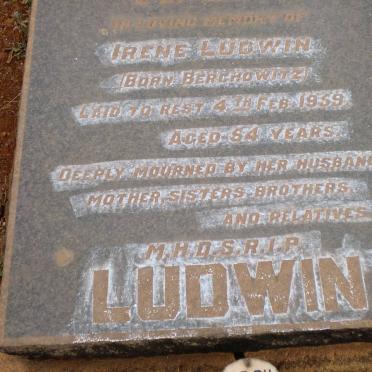 IN LOVING MEMORY OF
IRENE LUDWIN
(BORN BERCHOWITZ)
LAID TO REST 4TH FEB. 1959
AGED 64 YEARS
DEEPLY MOURNED BY HER HUSBAN
MOTHER, SISTERS, BROTHERS,
AND RELATIVES
M.H.D.S.R.I.P.
LUDWIN